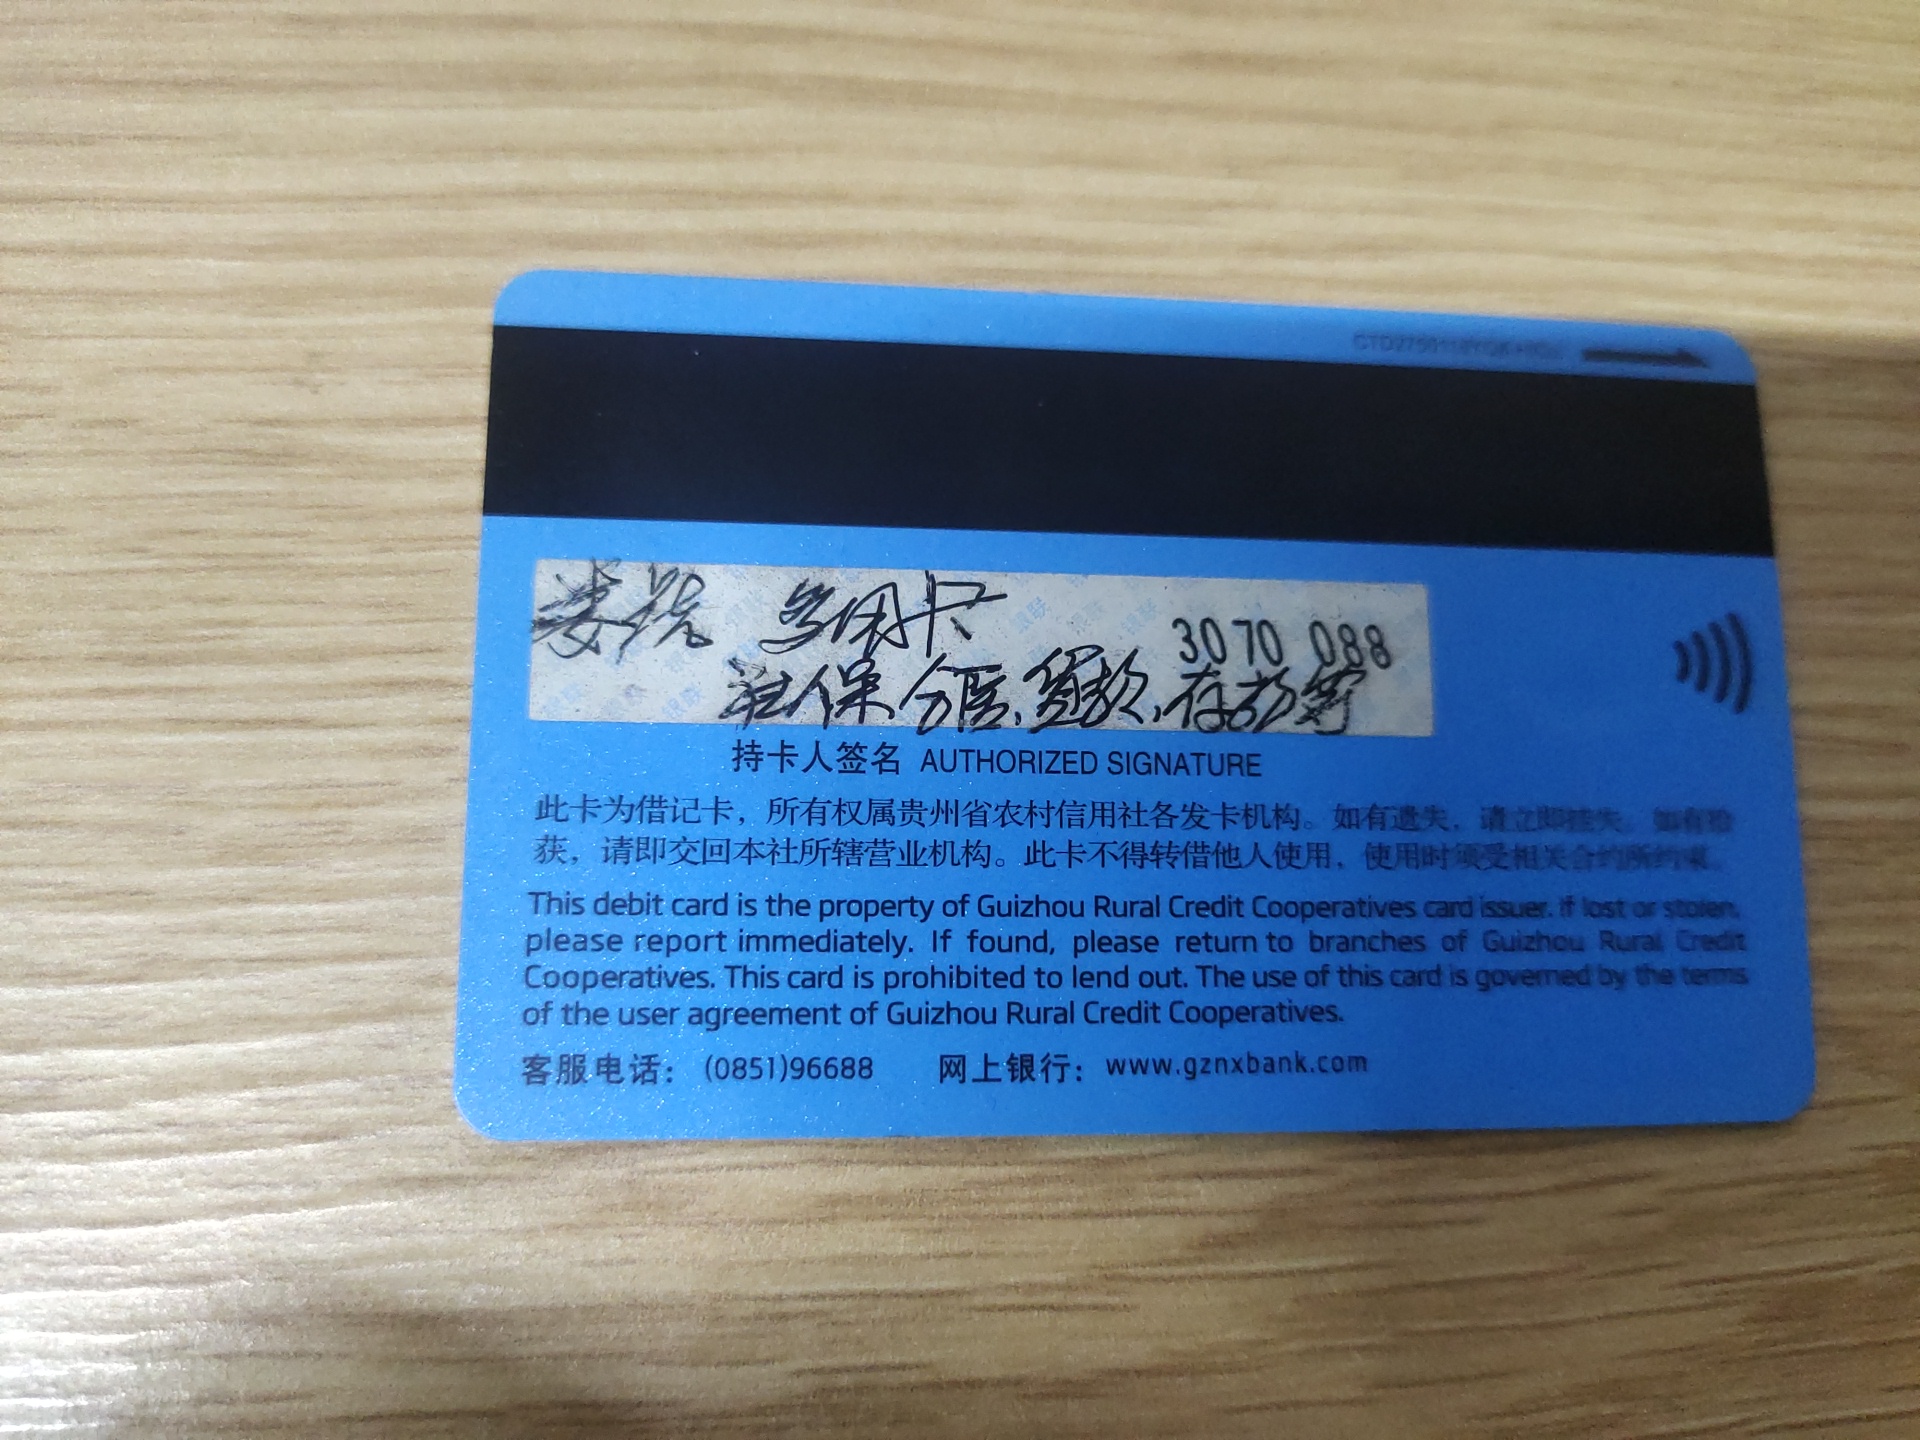 多用卡
3070 088
社保、合医、贷款、存折等
持卡人签名 AUTHORIZED SIGNATURE
此卡为借记卡，所有权属贵州省农村信用社各发卡机构。如有遗失，请立即挂失。如有拾
获，请即交回本社所辖营业机构。此卡不得转借他人使用，使用时须受相关合约所约束。
This debit card is the property of Guizhou Rural Credit Cooperatives card issuer. If lost or stolen,
please report immediately. If found, please return to branches of Guizhou Rural Credit
Cooperatives. This card is prohibited to lend out. The use of this card is governed by the terms
of the user agreement of Guizhou Rural Credit Cooperatives.
客服电话：(0851)96688 网上银行：www.gznxbank.com